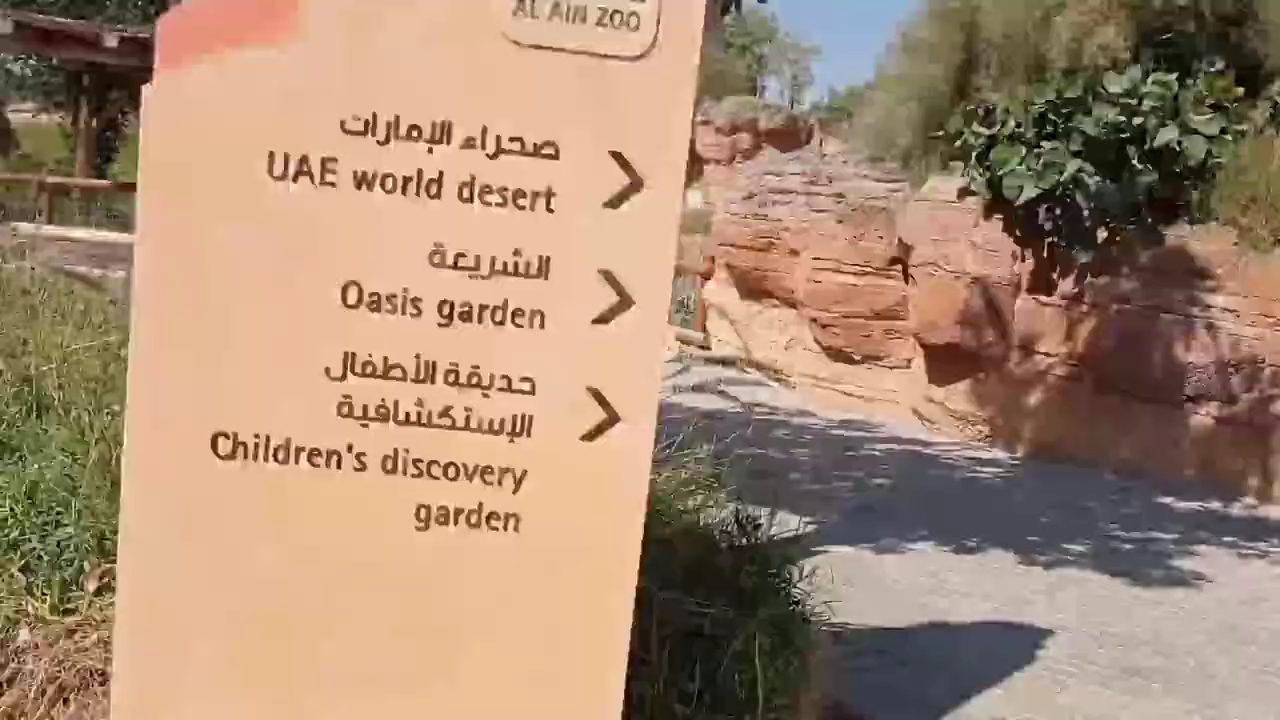 AL AIN ZOO
صحراء الإمارات
UAE world desert
الشريعة
Oasis garden
حديقة الأطفال
الإستكشافية
Children's discovery
garden